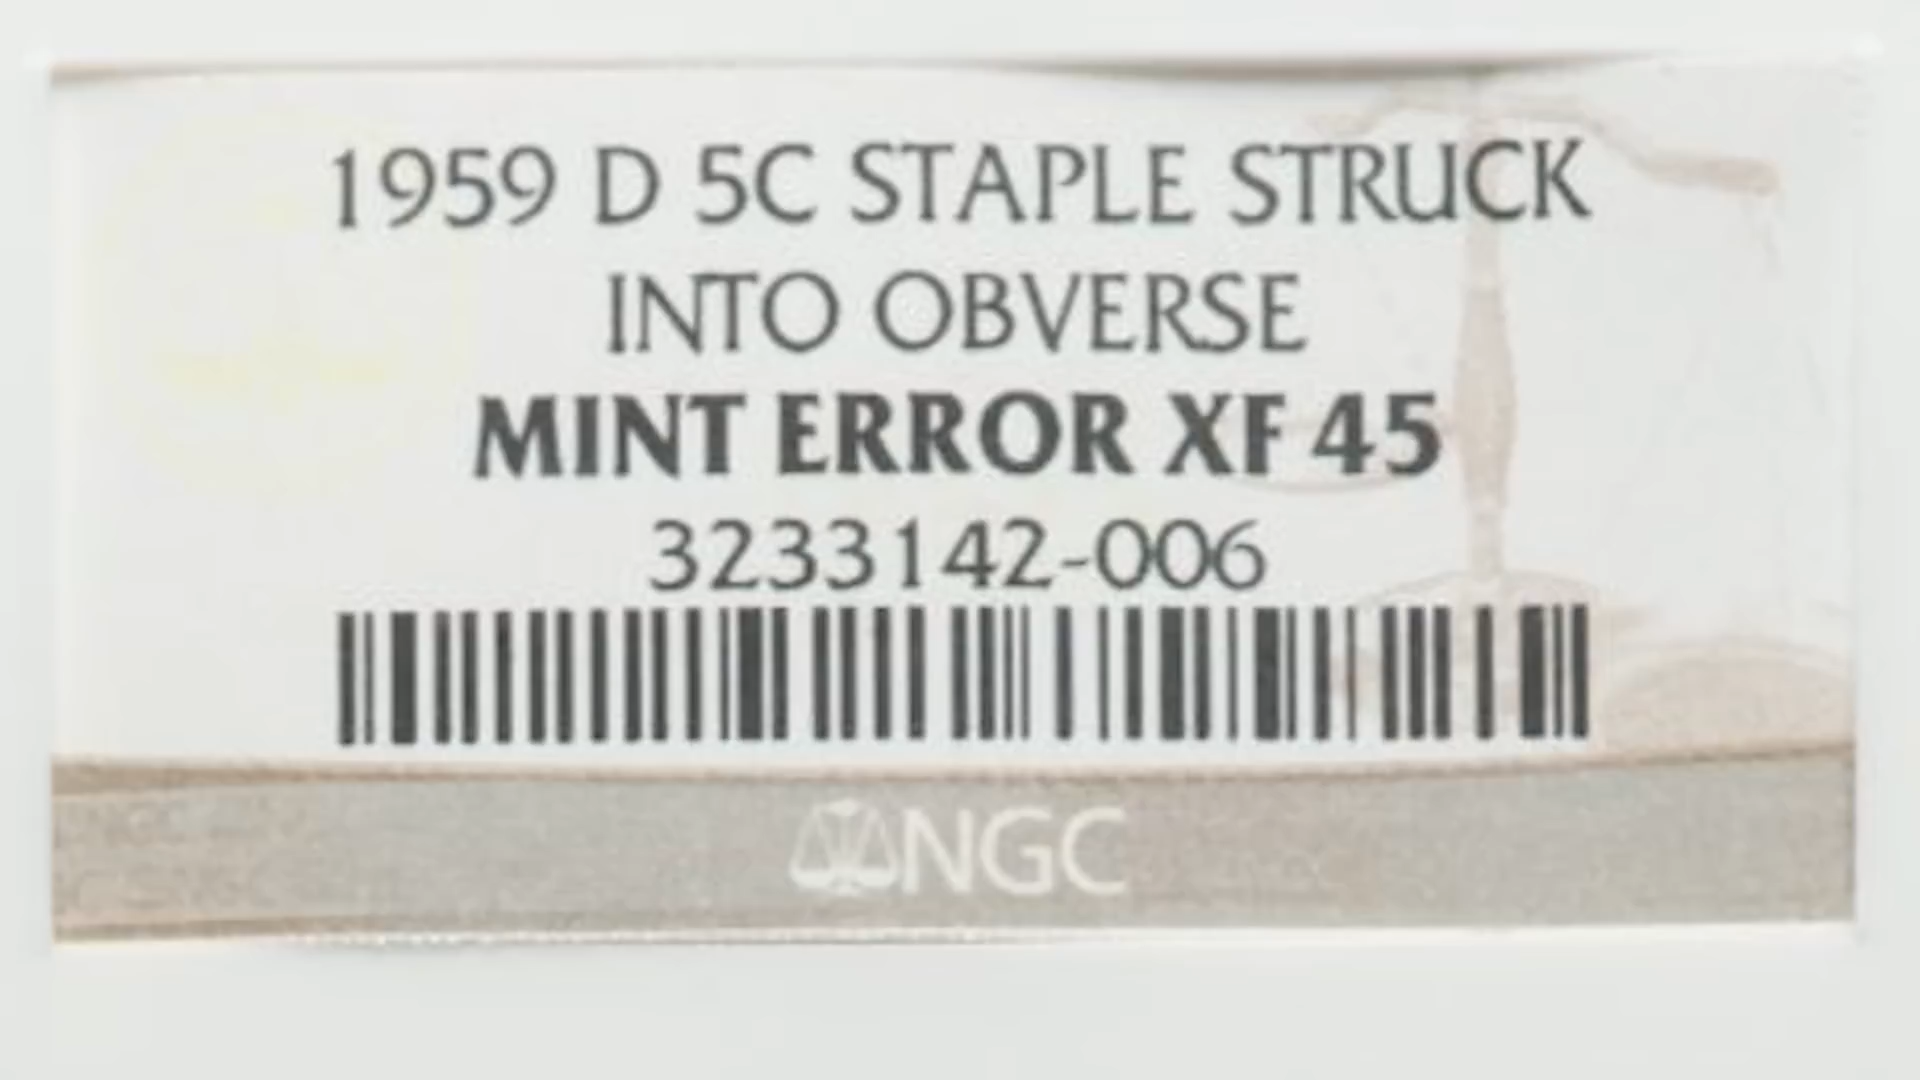 1959 D 5C STAPLE STRUCK
INTO OBVERSE
MINT ERROR XF 45
3233142-006
NGC